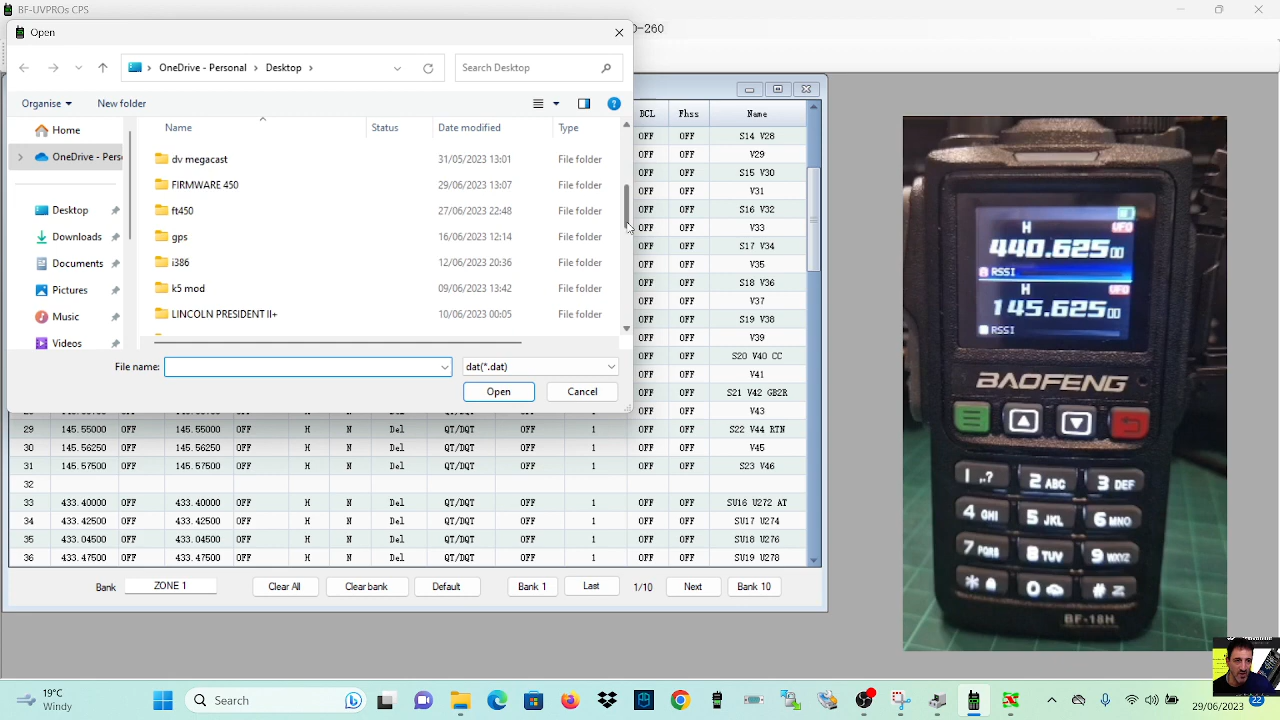 BF-UVPROs CPS
Open
0-260
OneDrive - Personal > Desktop >
Search Desktop
Organise
New folder
Home
OneDrive - Pers
Desktop
Downloads
Documents
Pictures
Music
Videos
Name Status Date modified Type
dv megacast 31/05/2023 13:01 File folder
FIRMWARE 450 29/06/2023 13:07 File folder
ft450 27/06/2023 22:48 File folder
gps 16/06/2023 12:14 File folder
i386 12/06/2023 20:36 File folder
k5 mod 09/06/2023 13:42 File folder
LINCOLN PRESIDENT II+ 10/06/2023 00:05 File folder
File name:
dat(*.dat)
Open Cancel
BCL Fhss Name
OFF OFF S14 V28
OFF OFF V29
OFF OFF S15 V30
OFF OFF V31
OFF OFF S16 V32
OFF OFF V33
OFF OFF S17 V34
OFF OFF V35
OFF OFF S18 V36
OFF OFF V37
OFF OFF S19 V38
OFF OFF V39
OFF OFF S20 V40 CC
OFF OFF V41
OFF OFF S21 V42 GB2R
OFF OFF V43
29 145.55000 OFF 145.55000 OFF H N Del QT/DQT OFF 1 OFF OFF S22 V44 RTN
30 145.56250 OFF 145.56250 OFF H N Del QT/DQT OFF 1 OFF OFF V45
31 145.57500 OFF 145.57500 OFF H N Del QT/DQT OFF 1 OFF OFF S23 V46
32
33 433.40000 OFF 433.40000 OFF H N Del QT/DQT OFF 1 OFF OFF SU16 U272 AT
34 433.42500 OFF 433.42500 OFF H N Del QT/DQT OFF 1 OFF OFF SU17 U274
35 433.04500 OFF 433.04500 OFF H N Del QT/DQT OFF 1 OFF OFF SU18 U276
36 433.47500 OFF 433.47500 OFF H N Del QT/DQT OFF 1 OFF OFF SU19 U278
Bank ZONE 1 Clear All Clear bank Default Bank 1 Last 1/10 Next Bank 10
H
440.62500
A RSSI
H
145.62500
RSSI
BAOFENG
1 ,.? 2 ABC 3 DEF
4 GHI 5 JKL 6 MNO
7 PQRS 8 TUV 9 WXYZ
* 0 #
BF-18H
19°C
Windy
Search
29/06/2023
22